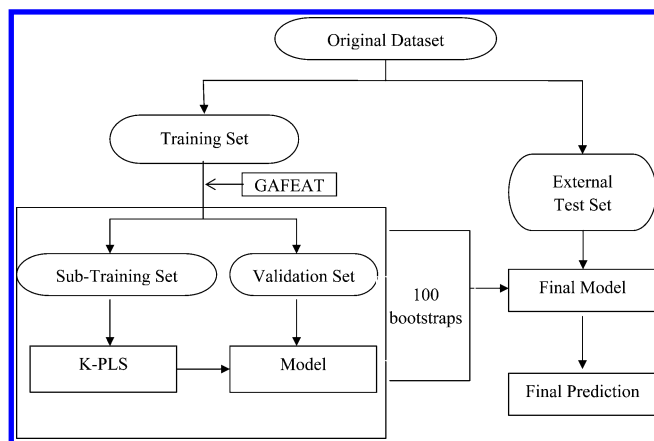 Original Dataset
Training Set
GAFEAT
External
Test Set
Sub-Training Set
Validation Set
100
bootstraps
Final Model
K-PLS
Model
Final Prediction